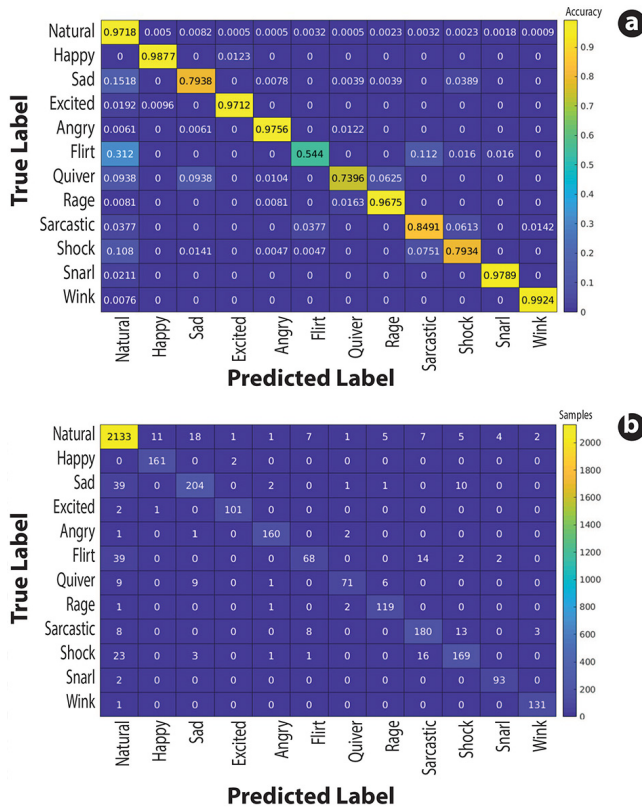 Accuracy
a
Natural 0.9718 0.005 0.0082 0.0005 0.0005 0.0032 0.0005 0.0023 0.0032 0.0023 0.0018 0.0009 0.9
Happy 0 0.9877 0 0.0123 0 0 0 0 0 0 0 0
0.8
Sad 0.1518 0 0.7938 0 0.0078 0 0.0039 0.0039 0 0.0389 0 0
0.7
Excited 0.0192 0.0096 0 0.9712 0 0 0 0 0 0 0 0
0.6
Angry 0.0061 0 0.0061 0 0.9756 0 0.0122 0 0 0 0 0
0.5
Flirt 0.312 0 0 0 0 0.544 0 0 0.112 0.016 0.016 0
0.4
Quiver 0.0938 0 0.0938 0 0.0104 0 0.7396 0.0625 0 0 0 0
Rage 0.0081 0 0 0 0.0081 0 0.0163 0.9675 0 0 0 0
0.3
Sarcastic 0.0377 0 0 0 0 0.0377 0 0 0.8491 0.0613 0 0.0142
0.2
Shock 0.108 0 0.0141 0 0.0047 0.0047 0 0 0.0751 0.7934 0 0
Snarl 0.0211 0 0 0 0 0 0 0 0 0 0.9789 0
0.1
Wink 0.0076 0 0 0 0 0 0 0 0 0 0 0.9924
0
True Label
Natural Happy Sad Excited Angry Flirt Quiver Rage Sarcastic Shock Snarl Wink
Predicted Label
Samples
b
Natural 2133 11 18 1 1 7 1 5 7 5 4 2
2000
Happy 0 161 0 2 0 0 0 0 0 0 0 0
1800
Sad 39 0 204 0 2 0 1 1 0 10 0 0
1600
Excited 2 1 0 101 0 0 0 0 0 0 0 0
1400
Angry 1 0 1 0 160 0 2 0 0 0 0 0
1200
Flirt 39 0 0 0 0 68 0 0 14 2 2 0
1000
Quiver 9 0 9 0 1 0 71 6 0 0 0 0
800
Rage 1 0 0 0 1 0 2 119 0 0 0 0
600
Sarcastic 8 0 0 0 0 8 0 0 180 13 0 3
400
Shock 23 0 3 0 1 1 0 0 16 169 0 0
Snarl 2 0 0 0 0 0 0 0 0 0 93 0
200
Wink 1 0 0 0 0 0 0 0 0 0 0 131
0
True Label
Natural Happy Sad Excited Angry Flirt Quiver Rage Sarcastic Shock Snarl Wink
Predicted Label